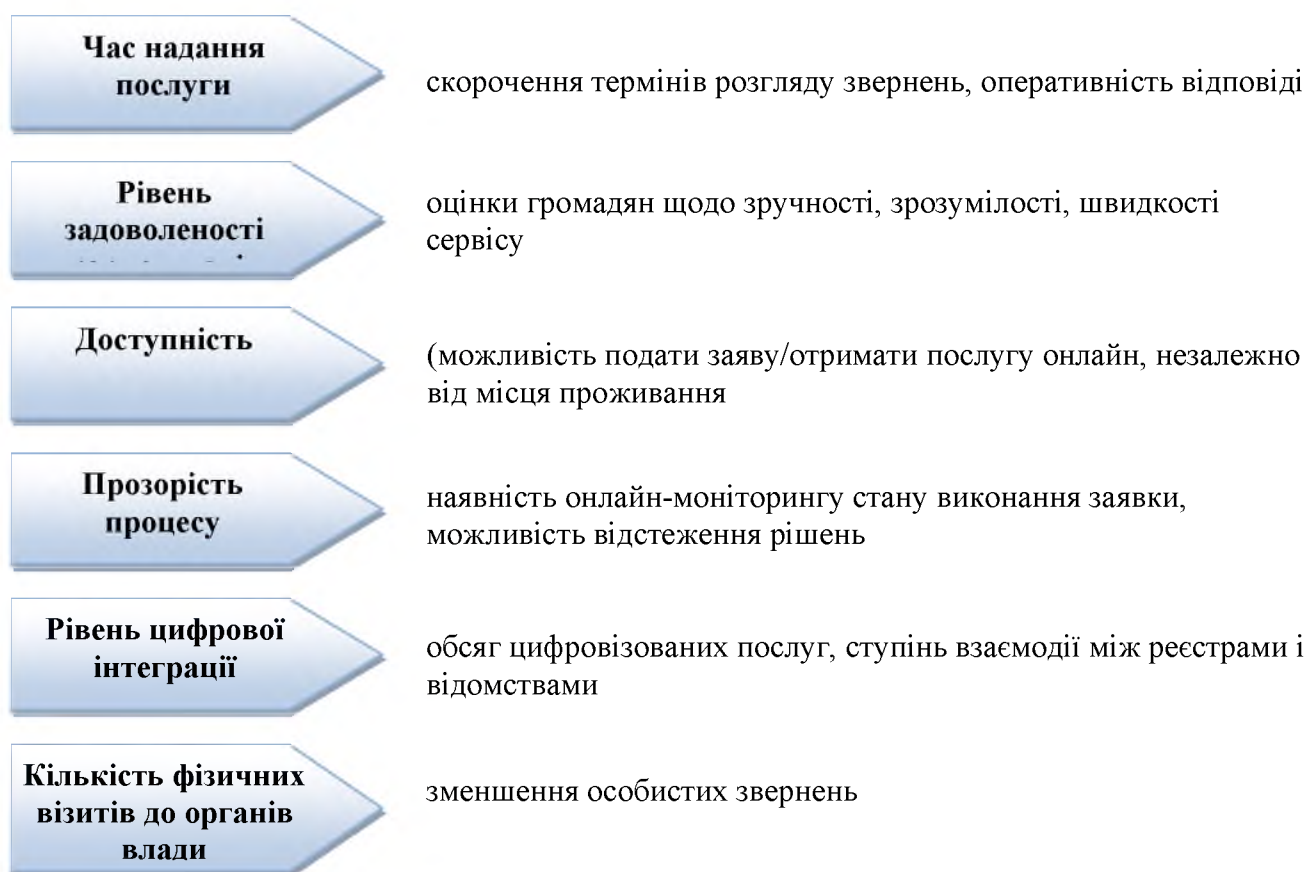 Час надання
послуги
скорочення термінів розгляду звернень, оперативність відповіді
Рівень
задоволеності
оцінки громадян щодо зручності, зрозумілості, швидкості
сервісу
Доступність
(можливість подати заяву/отримати послугу онлайн, незалежно
від місця проживання
Прозорість
процесу
наявність онлайн-моніторингу стану виконання заявки,
можливість відстеження рішень
Рівень цифрової
інтеграції
обсяг цифровізованих послуг, ступінь взаємодії між реєстрами і
відомствами
Кількість фізичних
візитів до органів
влади
зменшення особистих звернень